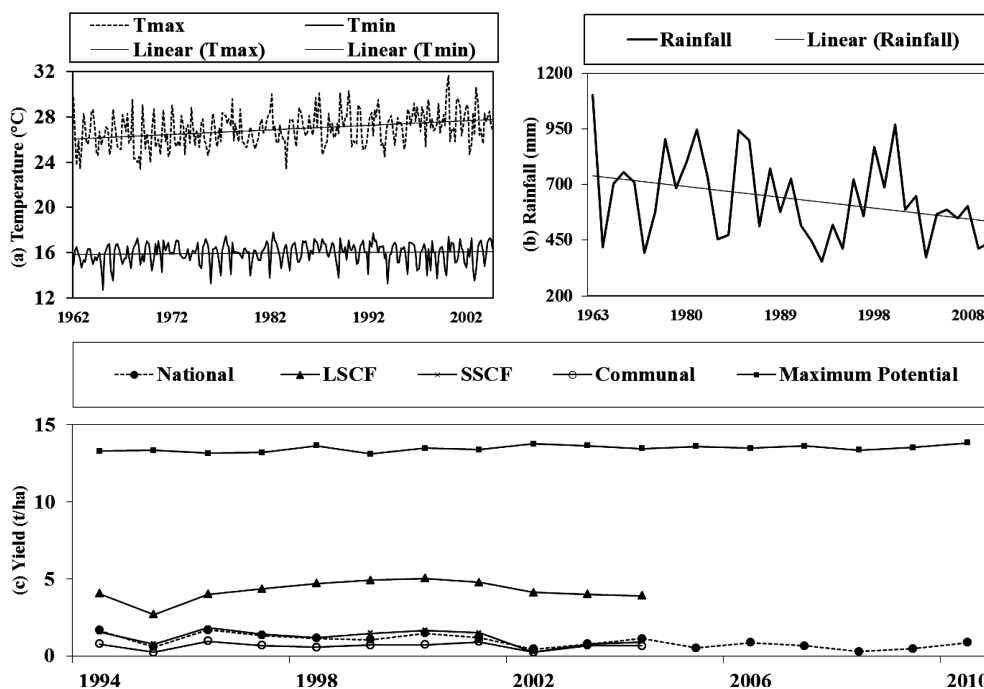 Tmax Tmin
Linear (Tmax) Linear (Tmin)
(a) Temperature (°C)
32
28
24
20
16
12
1962 1972 1982 1992 2002
Rainfall Linear (Rainfall)
(b) Rainfall (mm)
1200
950
700
450
200
1963 1980 1989 1998 2008
National LSCF SSCF Communal Maximum Potential
(c) Yield (t/ha)
15
10
5
0
1994 1998 2002 2006 2010